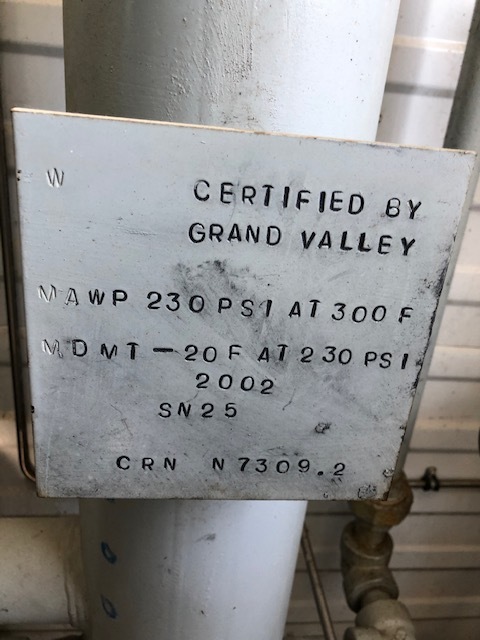 W
CERTIFIED BY
GRAND VALLEY
MAWP 230 PSI AT 300 F
MDMT -20 F AT 230 PSI
2002
SN25
CRN N7309.2